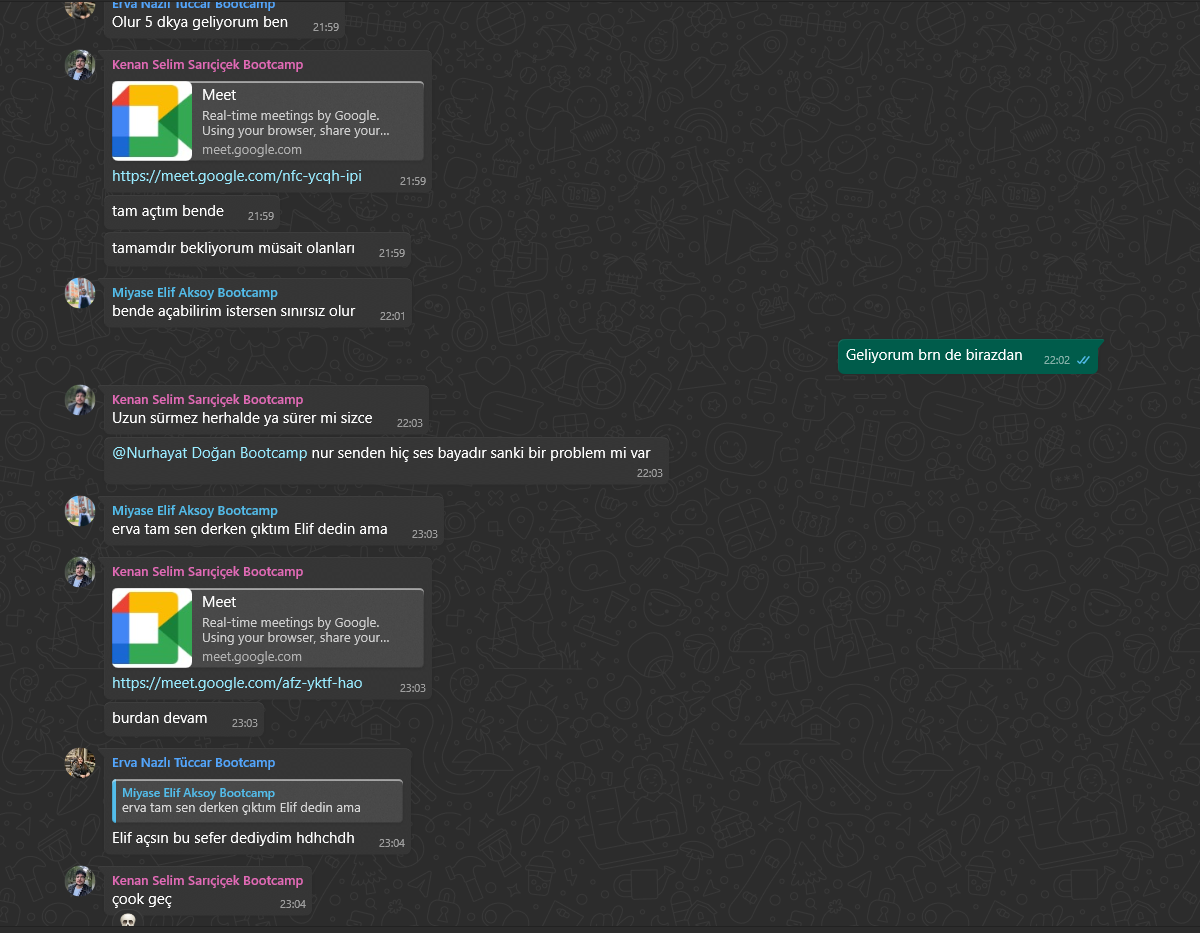 Erva Nazlı Tüccar Bootcamp
Olur 5 dkya geliyorum ben 21:59
Kenan Selim Sarıçiçek Bootcamp
Meet
Real-time meetings by Google.
Using your browser, share your...
meet.google.com
https://meet.google.com/nfc-ycqh-ipi 21:59
tam açtım bende 21:59
tamamdır bekliyorum müsait olanları 21:59
Miyase Elif Aksoy Bootcamp
bende açabilirim istersen sınırsız olur 22:01
Geliyorum brn de birazdan 22:02
Kenan Selim Sarıçiçek Bootcamp
Uzun sürmez herhalde ya sürer mi sizce 22:03
@Nurhayat Doğan Bootcamp nur senden hiç ses bayadır sanki bir problem mi var
22:03
Miyase Elif Aksoy Bootcamp
erva tam sen derken çıktım Elif dedin ama 23:03
Kenan Selim Sarıçiçek Bootcamp
Meet
Real-time meetings by Google.
Using your browser, share your...
meet.google.com
https://meet.google.com/afz-yktf-hao 23:03
burdan devam 23:03
Erva Nazlı Tüccar Bootcamp
Miyase Elif Aksoy Bootcamp
erva tam sen derken çıktım Elif dedin ama
Elif açsın bu sefer dediydim hdhchdh 23:04
Kenan Selim Sarıçiçek Bootcamp
çook geç 23:04